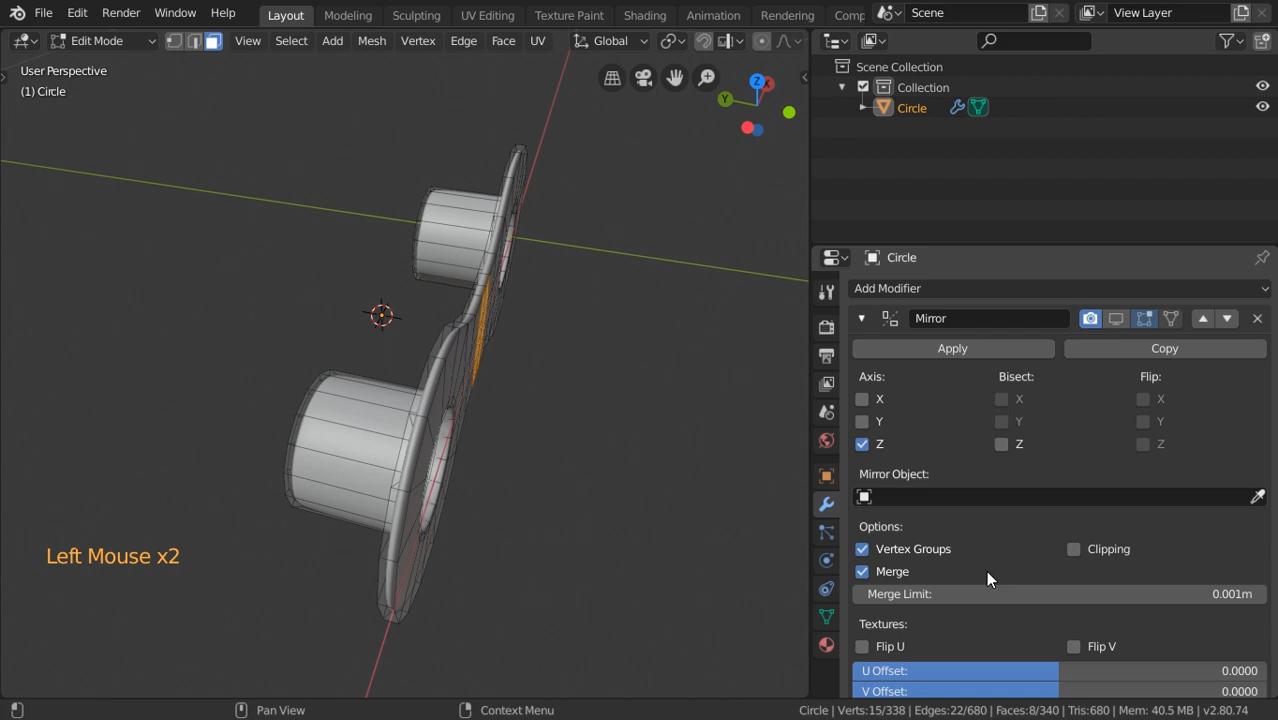 File Edit Render Window Help Layout Modeling Sculpting UV Editing Texture Paint Shading Animation Rendering Comp Scene View Layer
Edit Mode View Select Add Mesh Vertex Edge Face UV Global
User Perspective
(1) Circle
Z
X
Y
Left Mouse x2
Scene Collection
Collection
Circle
Circle
Add Modifier
Mirror
Apply Copy
Axis: Bisect: Flip:
X X X
Y Y Y
Z Z Z
Mirror Object:
Options:
Vertex Groups Clipping
Merge
Merge Limit: 0.001m
Textures:
Flip U Flip V
U Offset: 0.0000
V Offset: 0.0000
Pan View Context Menu Circle | Verts:15/338 | Edges:22/680 | Faces:8/340 | Tris:680 | Mem: 40.5 MB | v2.80.74